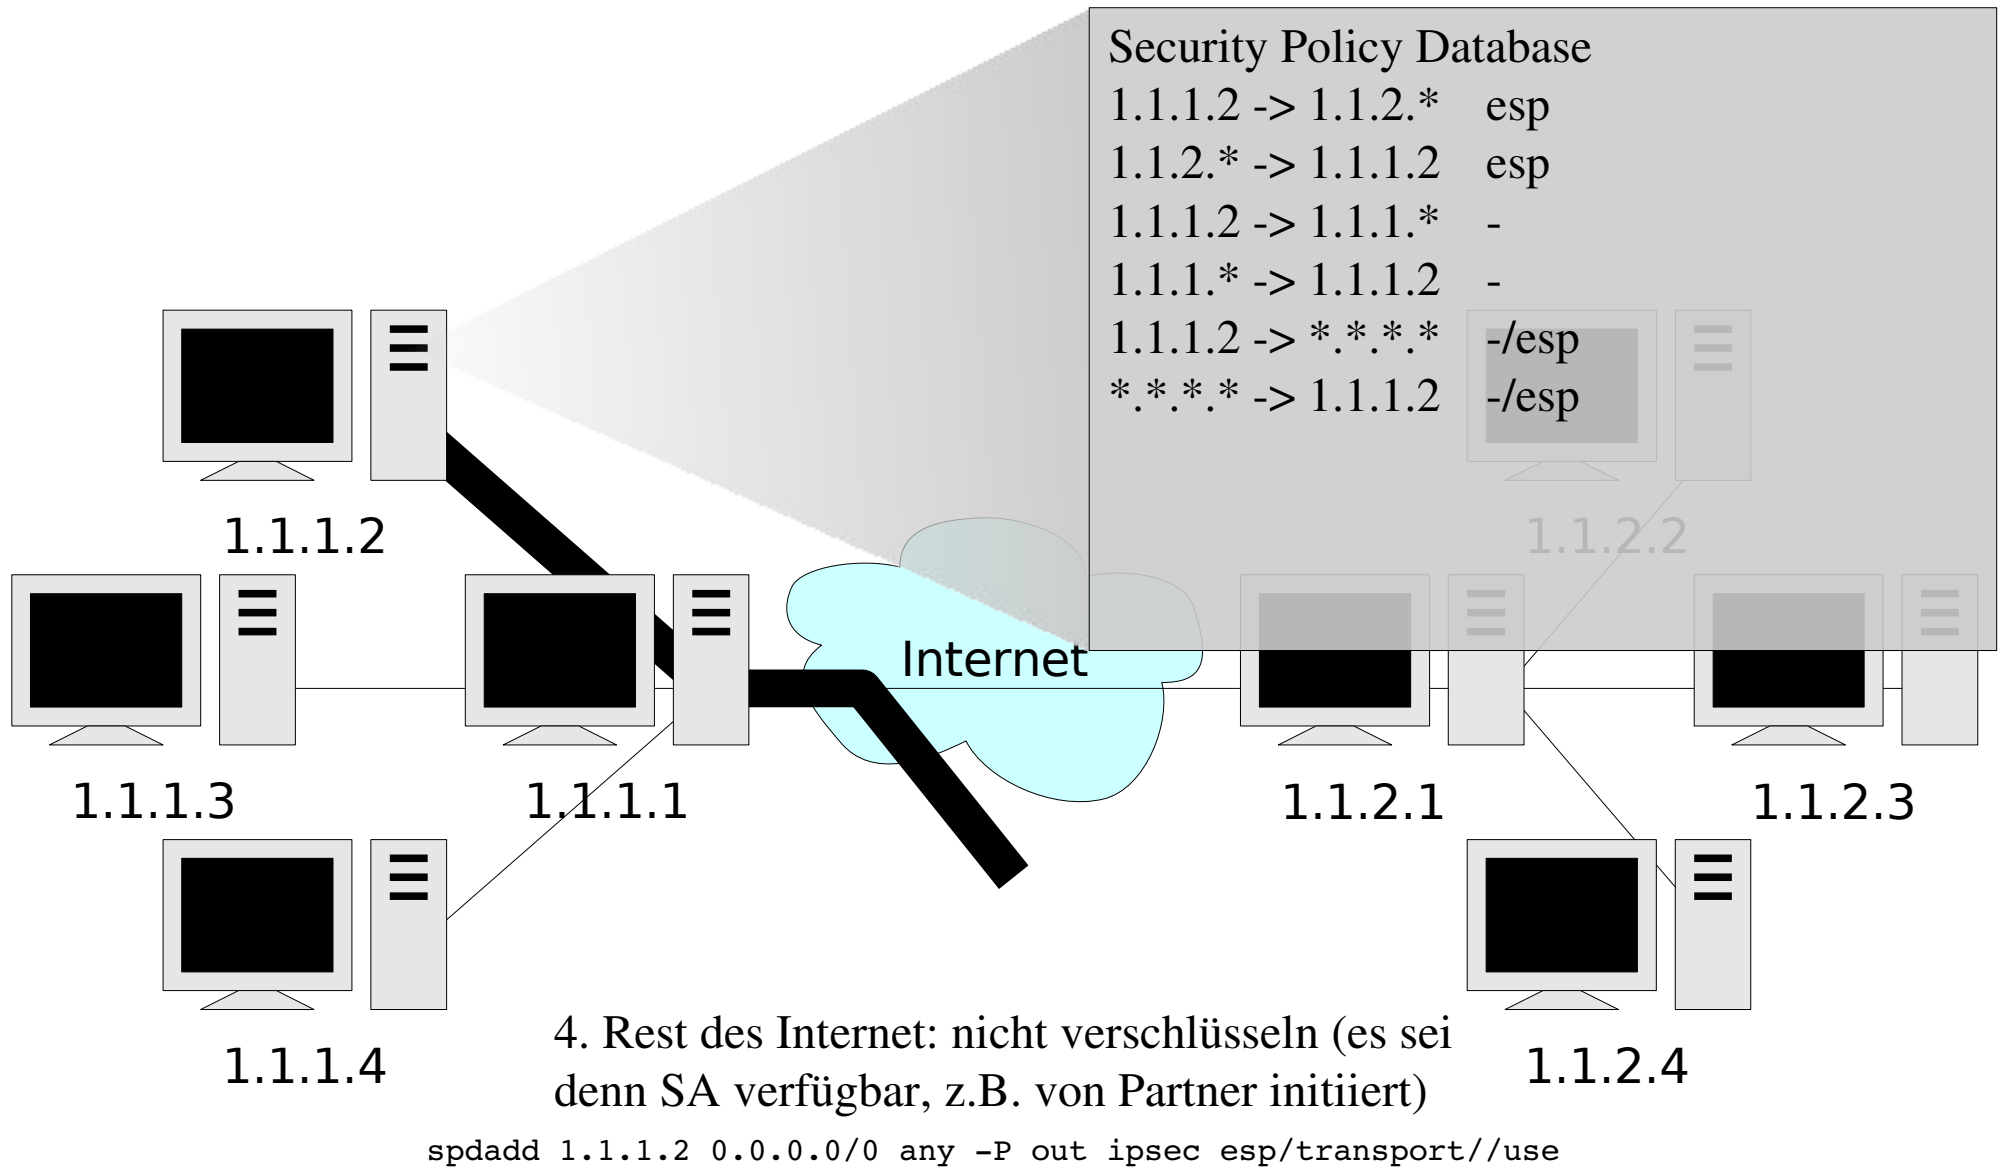 Security Policy Database
1.1.1.2 -> 1.1.2.* esp
1.1.2.* -> 1.1.1.2 esp
1.1.1.2 -> 1.1.1.* -
1.1.1.* -> 1.1.1.2 -
1.1.1.2 -> *.*.*.* -/esp
*.*.*.* -> 1.1.1.2 -/esp
1.1.1.2
1.1.2.2
Internet
1.1.1.3
1.1.1.1
1.1.2.1
1.1.2.3
1.1.1.4
1.1.2.4
4. Rest des Internet: nicht verschlüsseln (es sei
denn SA verfügbar, z.B. von Partner initiiert)
spdadd 1.1.1.2 0.0.0.0/0 any -P out ipsec esp/transport//use